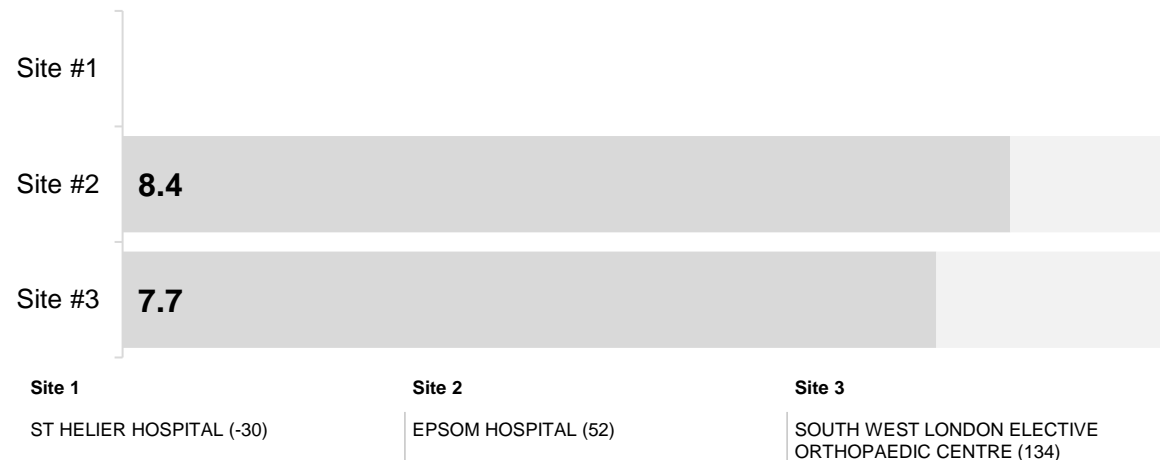 Site #1
Site #2
8.4
Site #3
7.7
Site 1
Site 2
Site 3
ST HELIER HOSPITAL (-30)
EPSOM HOSPITAL (52)
SOUTH WEST LONDON ELECTIVE
ORTHOPAEDIC CENTRE (134)